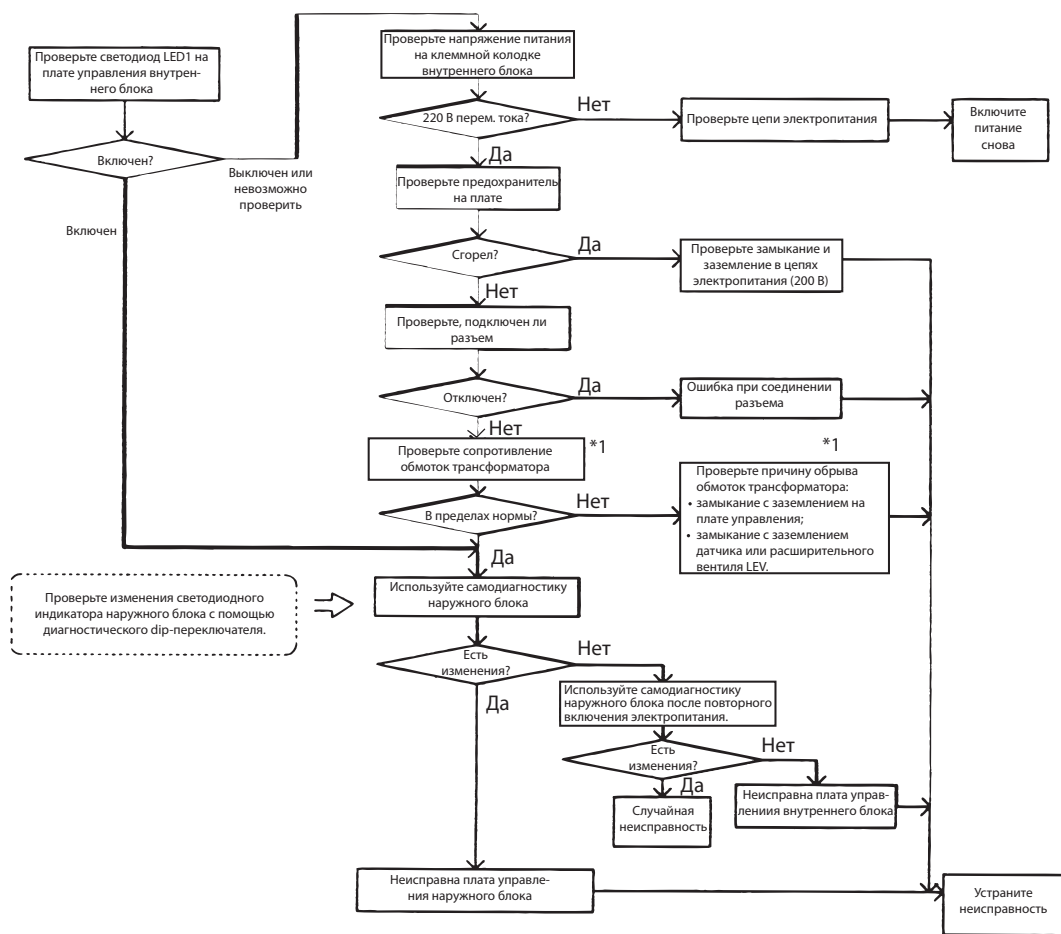 Проверьте светодиод LED1 на
плате управления внутрен-
него блока
Включен?
Выключен или
невозможно
проверить
Включен
Проверьте напряжение питания
на клеммной колодке
внутреннего блока
220 В перем. тока?
Нет
Проверьте цепи электропитания
Включите
питание
снова
Да
Проверьте предохранитель
на плате
Сгорел?
Да
Проверьте замыкание и
заземление в цепях
электропитания (200 В)
Нет
Проверьте, подключен ли
разъем
Отключен?
Да
Ошибка при соединении
разъема
Нет
Проверьте сопротивление
обмоток трансформатора
*1
В пределах нормы?
Нет
*1
Проверьте причину обрыва
обмоток трансформатора:
• замыкание с заземлением на
плате управления;
• замыкание с заземлением
датчика или расширительного
вентиля LEV.
Да
Проверьте изменения светодиодного
индикатора наружного блока с помощью
диагностического dip-переключателя.
Используйте самодиагностику
наружного блока
Есть
изменения?
Нет
Да
Используйте самодиагностику
наружного блока после повторного
включения электропитания.
Есть
изменения?
Нет
Да
Случайная
неисправность
Неисправна плата управ-
лениия внутреннего блока
Неисправна плата управле-
ния наружного блока
Устраните
неисправность